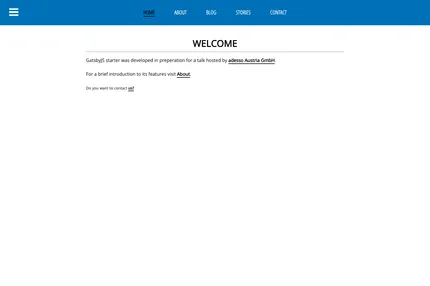 HOME ABOUT BLOG STORIES CONTACT
WELCOME
GatsbyJS starter was developed in preperation for a talk hosted by adesso Austria GmbH.
For a brief introduction to its features visit About.
Do you want to contact us?